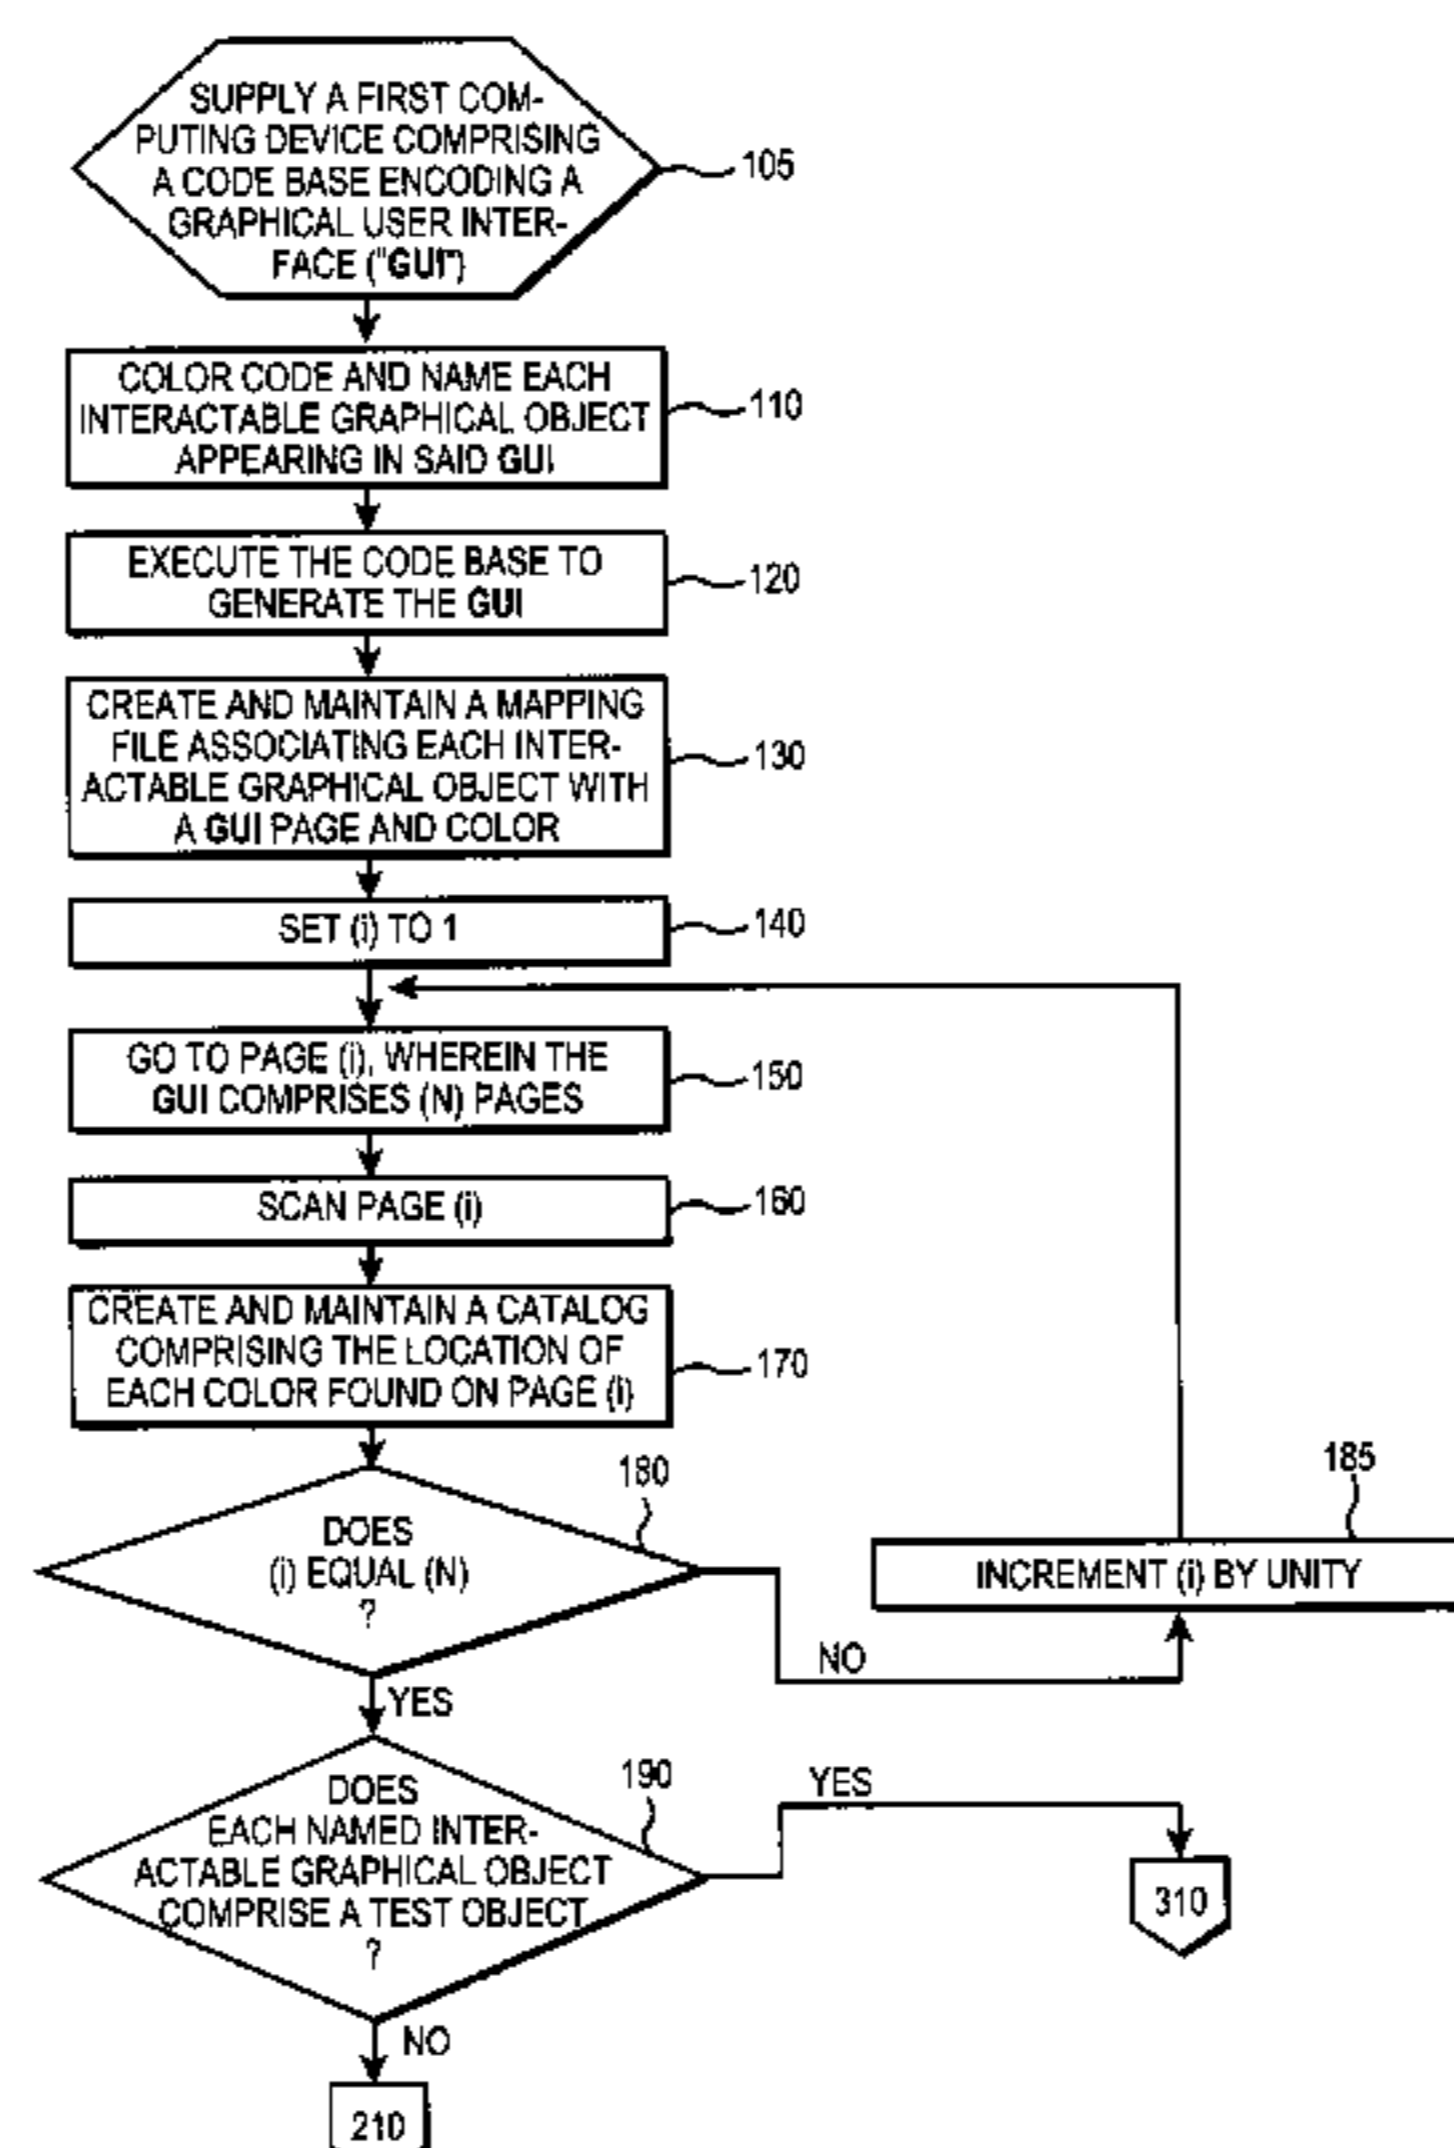 SUPPLY A FIRST COM-
PUTING DEVICE COMPRISING
A CODE BASE ENCODING A
GRAPHICAL USER INTER-
FACE ("GUI")
105
COLOR CODE AND NAME EACH
INTERACTABLE GRAPHICAL OBJECT
APPEARING IN SAID GUI
110
EXECUTE THE CODE BASE TO
GENERATE THE GUI
120
CREATE AND MAINTAIN A MAPPING
FILE ASSOCIATING EACH INTER-
ACTABLE GRAPHICAL OBJECT WITH
A GUI PAGE AND COLOR
130
SET (i) TO 1
140
GO TO PAGE (i), WHEREIN THE
GUI COMPRISES (N) PAGES
150
SCAN PAGE (i)
160
CREATE AND MAINTAIN A CATALOG
COMPRISING THE LOCATION OF
EACH COLOR FOUND ON PAGE (i)
170
180
DOES
(i) EQUAL (N)
?
185
INCREMENT (i) BY UNITY
NO
YES
190
DOES
EACH NAMED INTER-
ACTABLE GRAPHICAL OBJECT
COMPRISE A TEST OBJECT
?
YES
310
NO
210